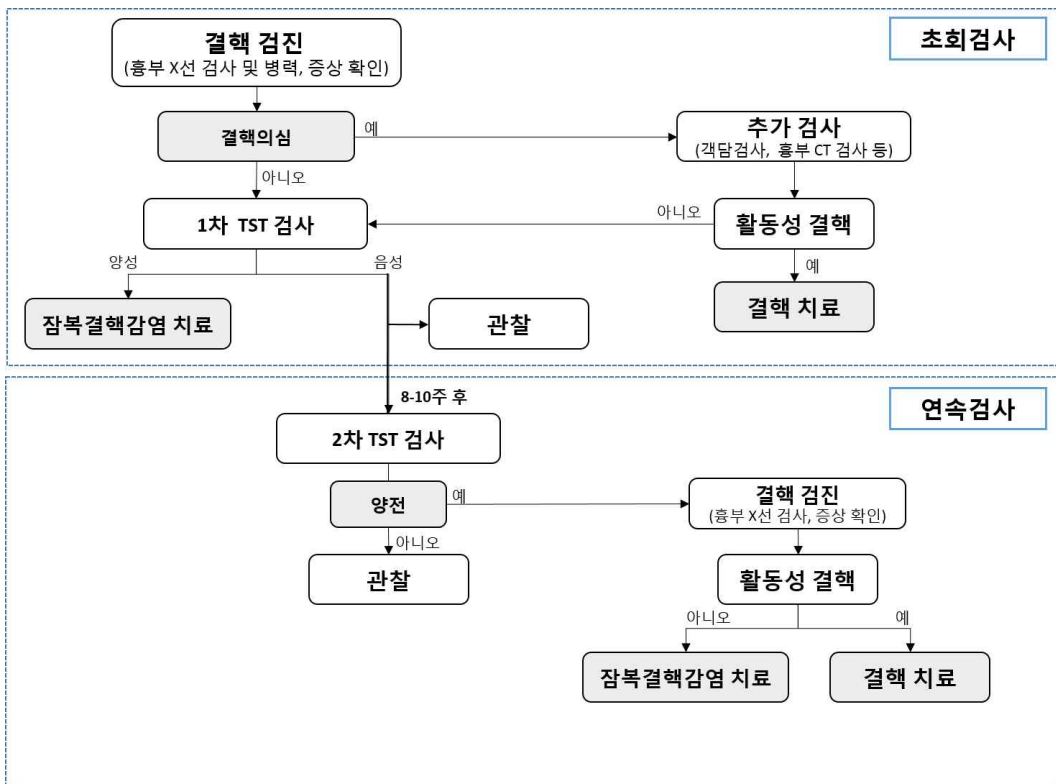 초회검사
결핵 검진
(흉부 X선 검사 및 병력, 증상 확인)
결핵의심
예
추가 검사
(객담검사, 흉부 CT 검사 등)
아니오
1차 TST 검사
아니오
활동성 결핵
양성
음성
예
잠복결핵감염 치료
관찰
결핵 치료
연속검사
8-10주 후
2차 TST 검사
양전
예
결핵 검진
(흉부 X선 검사, 증상 확인)
아니오
관찰
활동성 결핵
아니오
예
잠복결핵감염 치료
결핵 치료